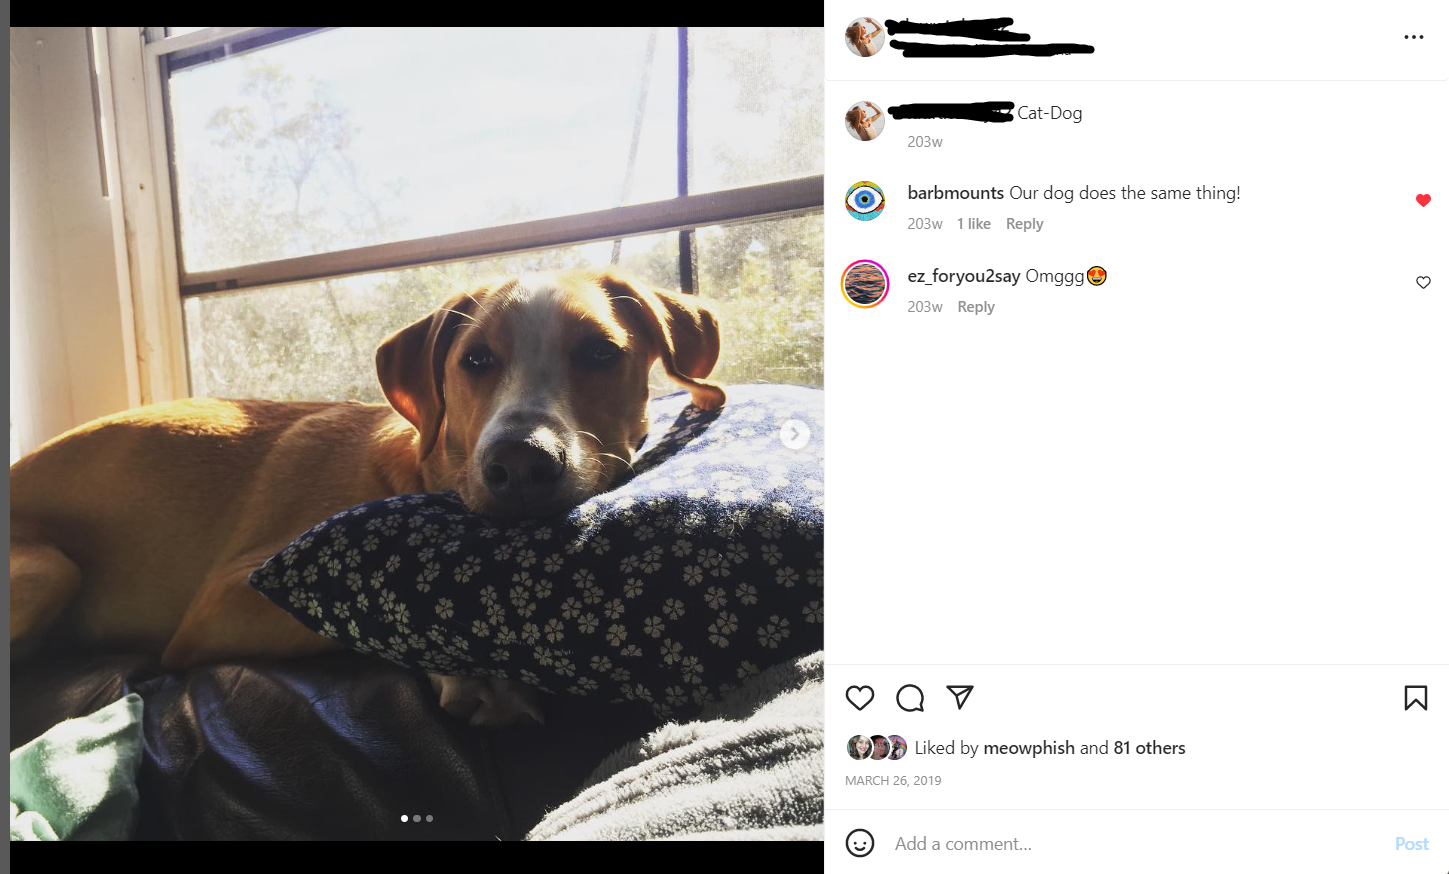 Cat-Dog
203w
barbmounts Our dog does the same thing!
203w 1 like Reply
ez_foryou2say Omggg😍
203w Reply
Liked by meowphish and 81 others
MARCH 26, 2019
Add a comment... Post